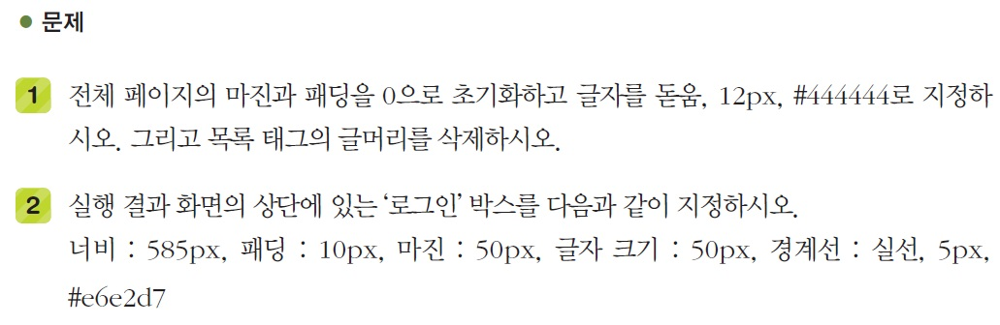 ● 문제
1 전체 페이지의 마진과 패딩을 0으로 초기화하고 글자를 돋움, 12px, #444444로 지정하
시오. 그리고 목록 태그의 글머리를 삭제하시오.
2 실행 결과 화면의 상단에 있는 ‘로그인’ 박스를 다음과 같이 지정하시오.
너비 : 585px, 패딩 : 10px, 마진 : 50px, 글자 크기 : 50px, 경계선 : 실선, 5px,
#e6e2d7